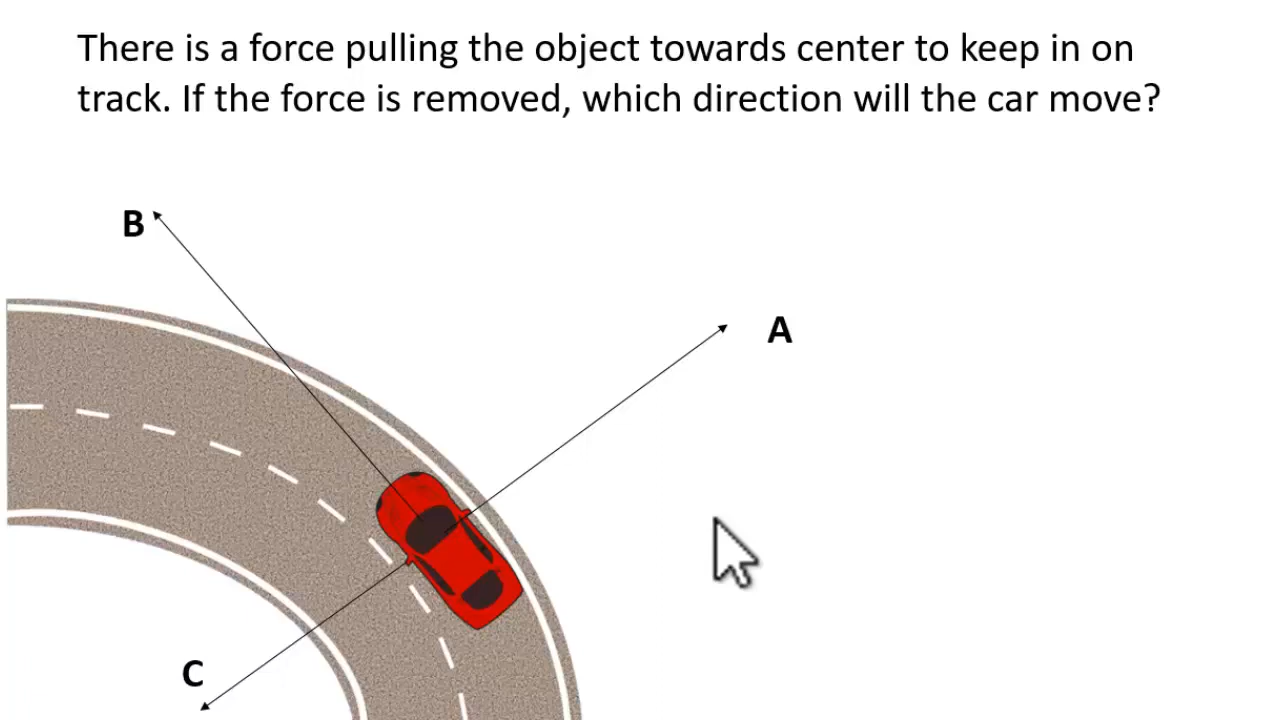 There is a force pulling the object towards center to keep in on
track. If the force is removed, which direction will the car move?
B
A
C